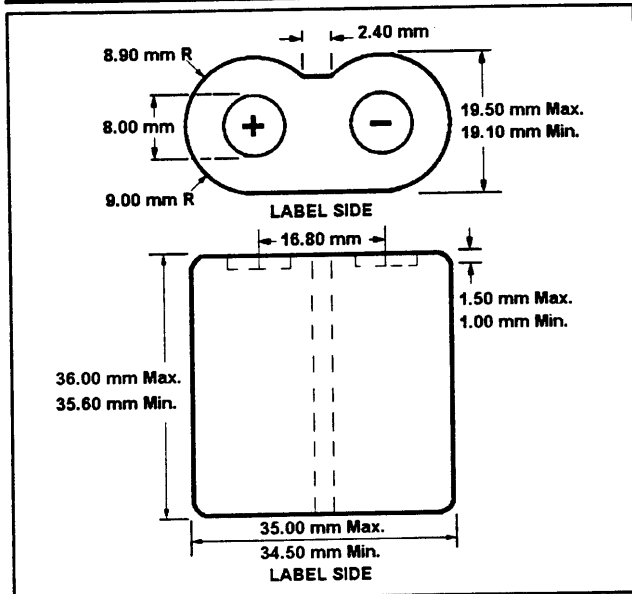 2.40 mm
8.90 mm R
8.00 mm
+
-
19.50 mm Max.
19.10 mm Min.
9.00 mm R
LABEL SIDE
16.80 mm
1.50 mm Max.
1.00 mm Min.
36.00 mm Max.
35.60 mm Min.
35.00 mm Max.
34.50 mm Min.
LABEL SIDE